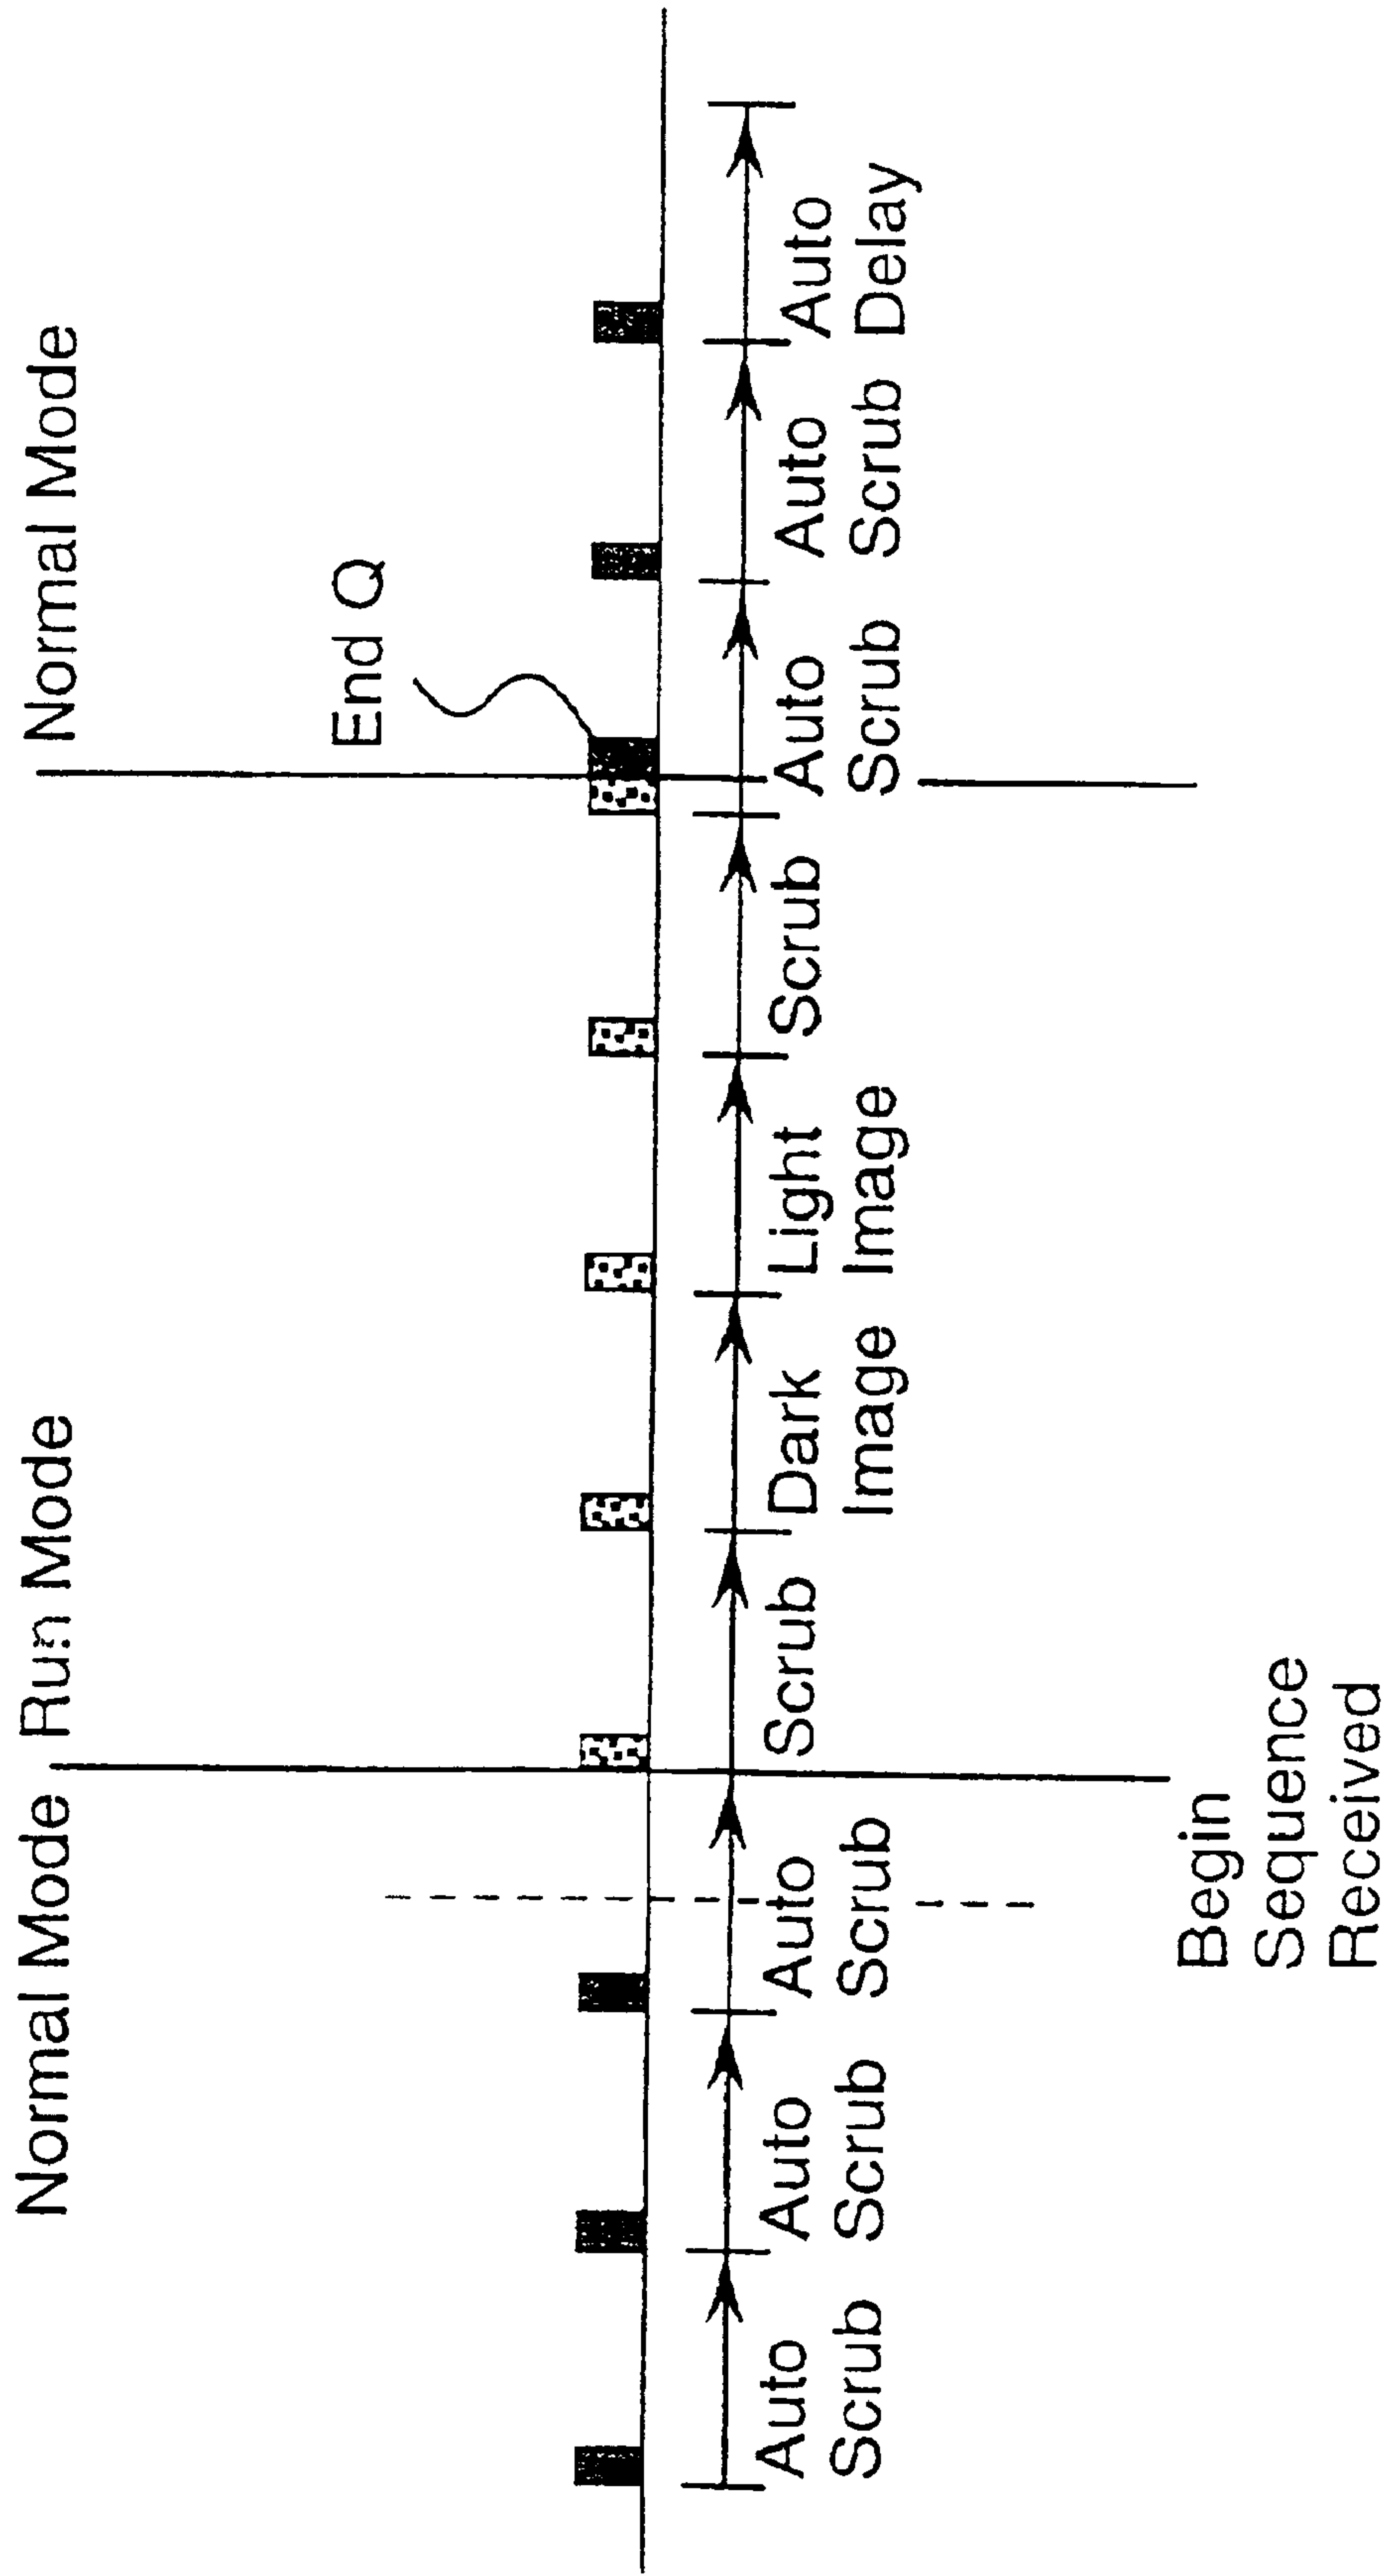 Normal Mode
Run Mode
Normal Mode
End Q
Auto
Scrub
Auto
Scrub
Auto
Scrub
Scrub
Dark
Image
Light
Image
Scrub
Auto
Scrub
Auto
Scrub
Auto
Delay
Begin
Sequence
Received